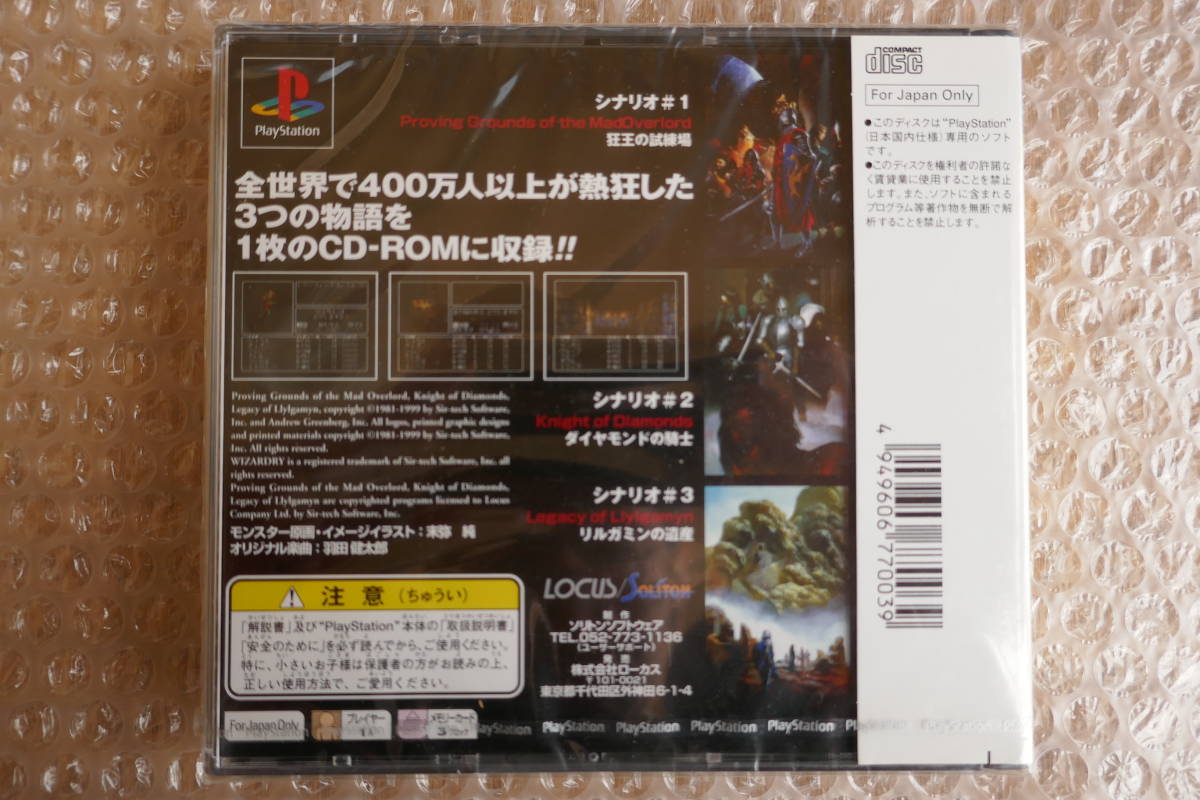 PlayStation
シナリオ#1
Proving Grounds of the MadOverlord
狂王の試練場
全世界で400万人以上が熱狂した
3つの物語を
1枚のCD-ROMに収録!!
Proving Grounds of the Mad Overlord, Knight of Diamonds,
Legacy of Llylgamyn, copyright ©1981-1999 by Sir-tech Software,
Inc. and Andrew Greenberg, Inc. All logos, printed graphic designs
and printed materials copyright ©1981-1999 by Sir-tech Software,
Inc. All rights reserved.
WIZARDRY is a registered trademark of Sir-tech Software, Inc. all
rights reserved.
Proving Grounds of the Mad Overlord, Knight of Diamonds,
Legacy of Llylgamyn are copyrighted programs licensed to Locus
Company Ltd. by Sir-tech Software, Inc.
モンスター原画・イメージイラスト:末弥 純
オリジナル楽曲:羽田 健太郎
シナリオ#2
Knight of Diamonds
ダイヤモンドの騎士
シナリオ#3
Legacy of Llylgamyn
リルガミンの遺産
注意(ちゅうい)
「解説書」及び“PlayStation”本体の「取扱説明書」
「安全のために」を必ず読んでから、ご使用ください。
特に、小さいお子様は保護者の方がお読みの上、
正しい使用方法で、ご愛用ください。
LOCUS/SOLITON
制作
ソリトンソフトウェア
TEL.052-773-1136
(ユーザーサポート)
発売
株式会社ローカス
〒101-0021
東京都千代田区外神田6-1-4
For Japan Only
プレイヤー
メモリーカード
PlayStation PlayStation PlayStation PlayStation PlayStation
COMPACT
disc
For Japan Only
●このディスクは“PlayStation”
(日本国内仕様)専用のソフト
です。
●このディスクを権利者の許諾な
く賃貸業に使用することを禁止
します。また、ソフトに含まれる
プログラム等著作物を無断で解
析することを禁止します。
4 949606 770039